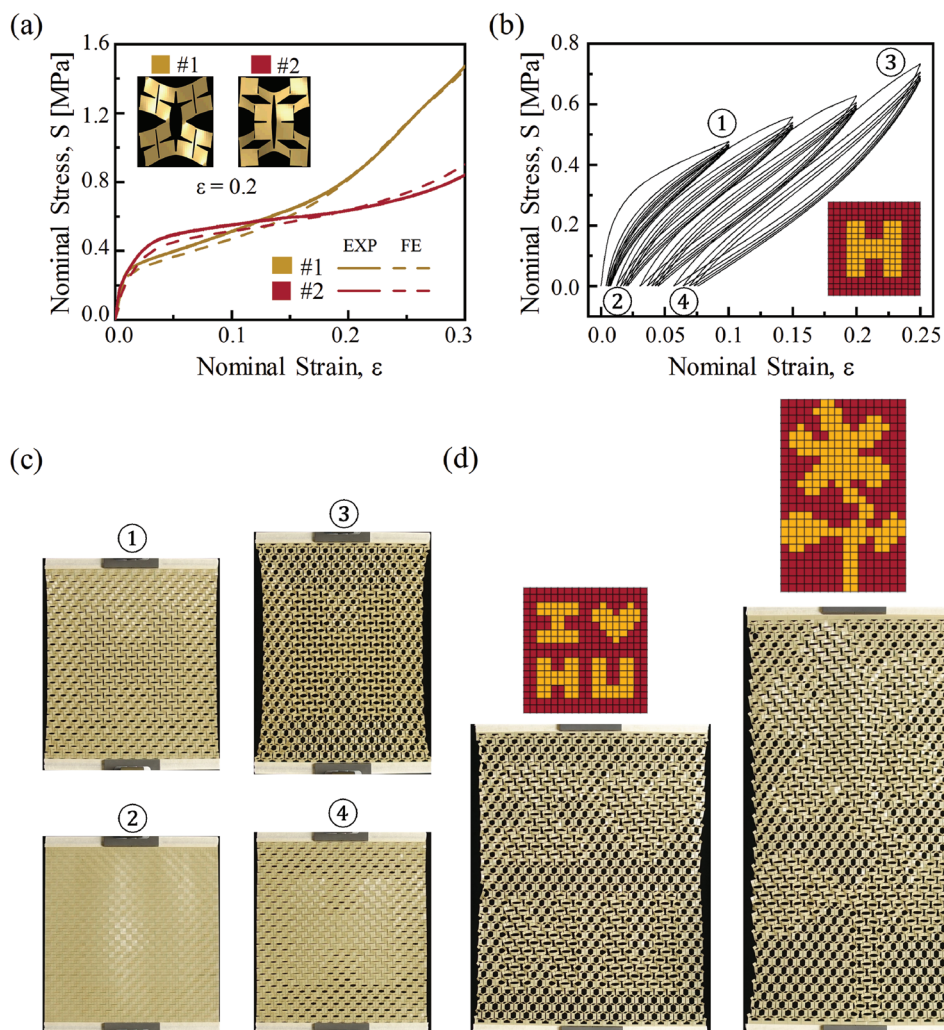 (a)
1.6
1.2
0.8
0.4
0.0
Nominal Stress, S [MPa]
#1 #2
ε = 0.2
EXP FE
#1
#2
0.0 0.1 0.2 0.3
Nominal Strain, ε
(b)
0.8
0.6
0.4
0.2
0.0
Nominal Stress, S [MPa]
① ③
② ④
0.00 0.05 0.10 0.15 0.20 0.25
Nominal Strain, ε
(c)
①
③
②
④
(d)
I
H U